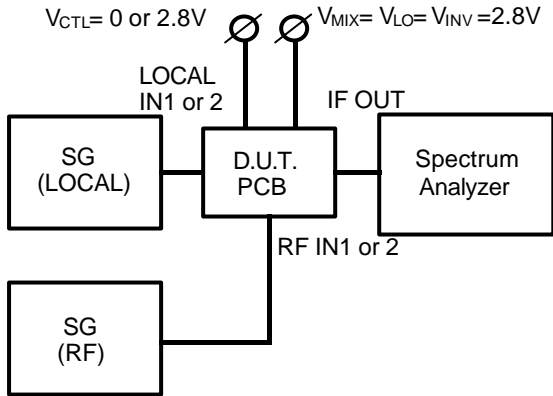 VCTL= 0 or 2.8V
VMIX= VLO= VINV =2.8V
LOCAL
IN1 or 2
IF OUT
SG
(LOCAL)
D.U.T.
PCB
Spectrum
Analyzer
RF IN1 or 2
SG
(RF)